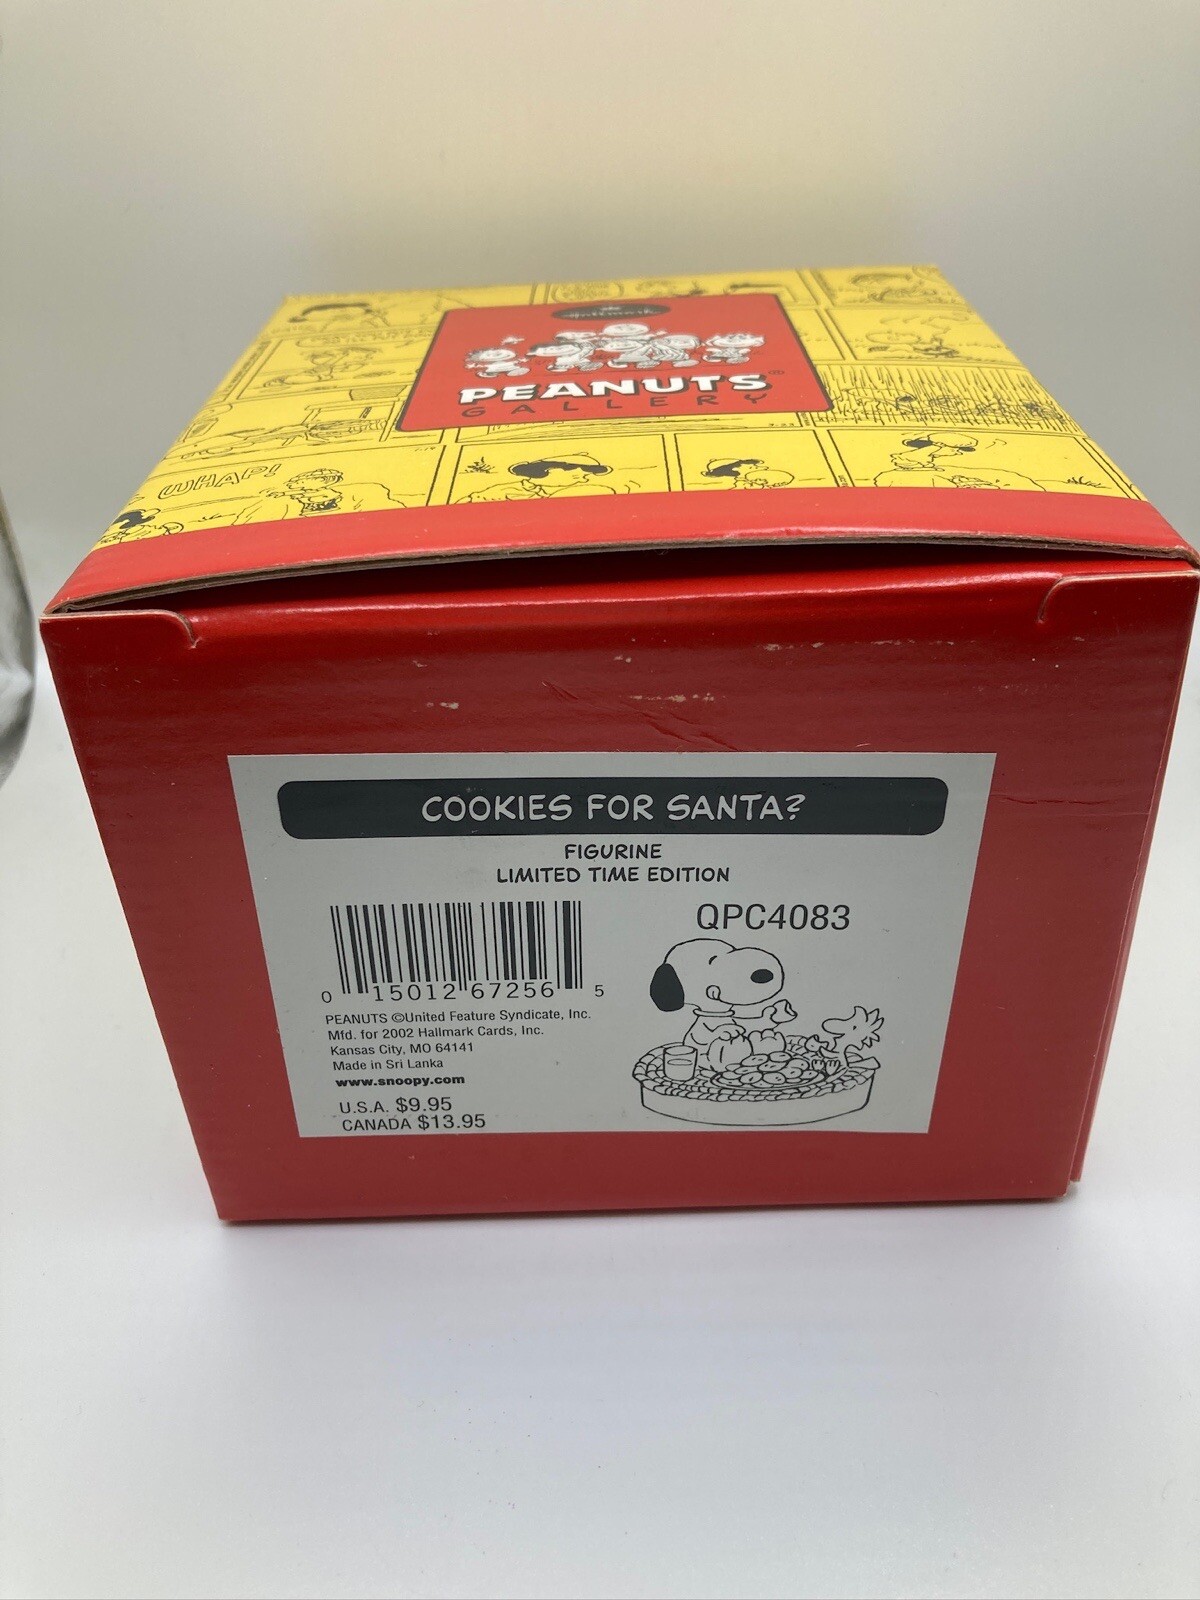 Hallmark
PEANUTS®
GALLERY
WHAP!
COOKIES FOR SANTA?
FIGURINE
LIMITED TIME EDITION
QPC4083
0 15012 67256 5
PEANUTS ©United Feature Syndicate, Inc.
Mfd. for 2002 Hallmark Cards, Inc.
Kansas City, MO 64141
Made in Sri Lanka
www.snoopy.com
U.S.A. $9.95
CANADA $13.95